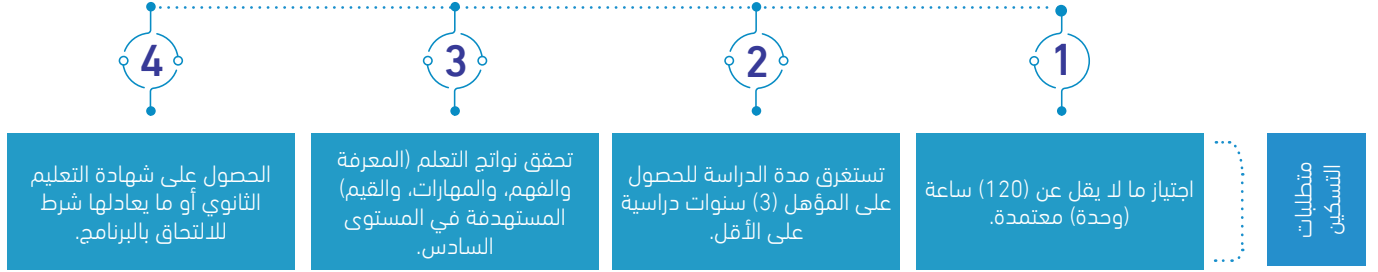 متطلبات
التسكين
1
اجتياز ما لا يقل عن (120) ساعة
(وحدة) معتمدة.
2
تستغرق مدة الدراسة للحصول
على المؤهل (3) سنوات دراسية
على الأقل.
3
تحقق نواتج التعلم (المعرفة
والفهم، والمهارات، والقيم)
المستهدفة في المستوى
السادس.
4
الحصول على شهادة التعليم
الثانوي أو ما يعادلها شرط
للالتحاق بالبرنامج.